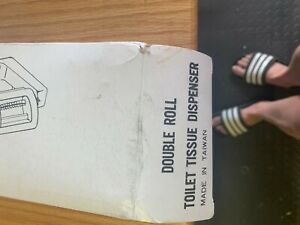 DOUBLE ROLL
TOILET TISSUE DISPENSER
MADE IN TAIWAN